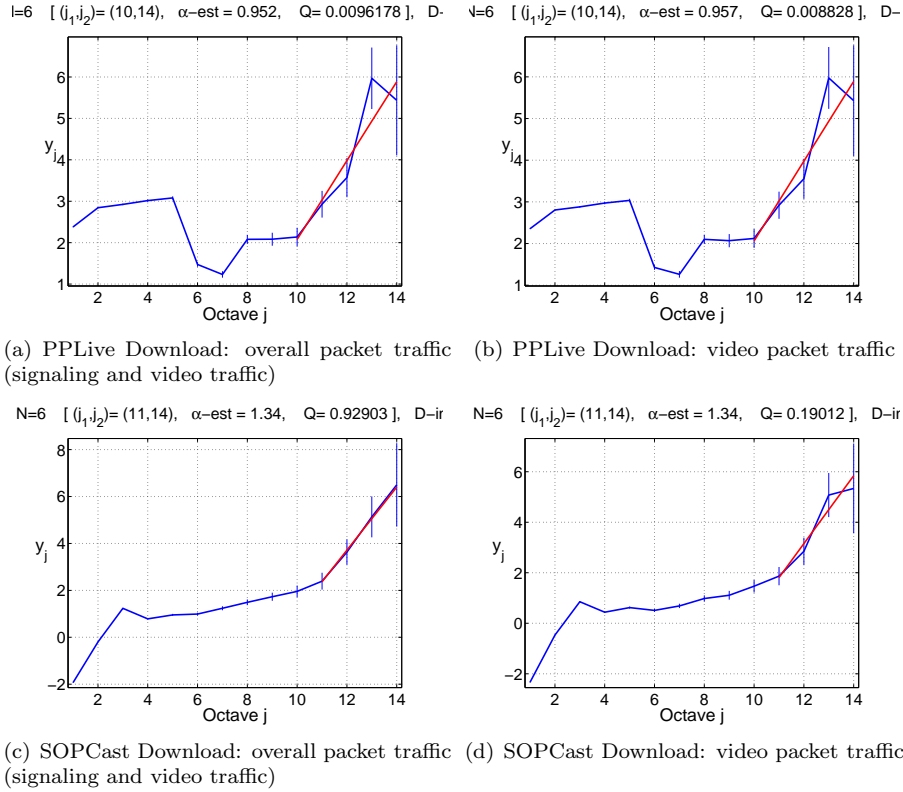 l=6 [ (j1,j2)= (10,14), α−est = 0.952, Q= 0.0096178 ], D-
N=6 [ (j1,j2)= (10,14), α−est = 0.957, Q= 0.008828 ], D-
6
5
4
3
2
1
yj
2 4 6 8 10 12 14
Octave j
6
5
4
3
2
1
yj
2 4 6 8 10 12 14
Octave j
(a) PPLive Download: overall packet traffic
(signaling and video traffic)
(b) PPLive Download: video packet traffic
N=6 [ (j1,j2)= (11,14), α−est = 1.34, Q= 0.92903 ], D−ir
N=6 [ (j1,j2)= (11,14), α−est = 1.34, Q= 0.19012 ], D−ir
8
6
4
2
0
−2
yj
2 4 6 8 10 12 14
Octave j
6
4
2
0
−2
yj
2 4 6 8 10 12 14
Octave j
(c) SOPCast Download: overall packet traffic
(signaling and video traffic)
(d) SOPCast Download: video packet traffic